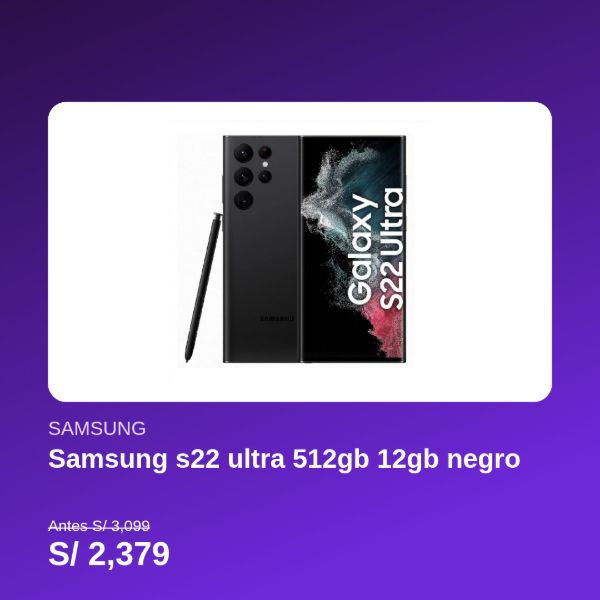 Galaxy
S22 Ultra
SAMSUNG
SAMSUNG
Samsung s22 ultra 512gb 12gb negro
Antes S/ 3,099
S/ 2,379